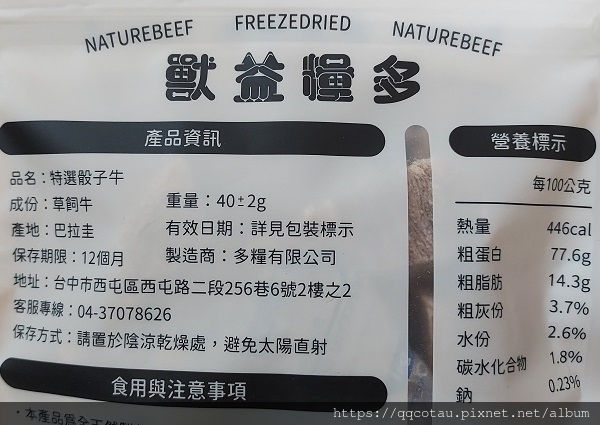 NATUREBEEF FREEZEDRIED NATUREBEEF
獸益糧多
產品資訊
品名：特選骰子牛
成份：草飼牛 重量：40±2g
產地：巴拉圭 有效日期：詳見包裝標示
保存期限：12個月 製造商：多糧有限公司
地址：台中市西屯區西屯路二段256巷6號2樓之2
客服專線：04-37078626
保存方式：請置於陰涼乾燥處，避免太陽直射
食用與注意事項
・本產品為全天然
營養標示
每100公克
熱量 446cal
粗蛋白 77.6g
粗脂肪 14.3g
粗灰份 3.7%
水份 2.6%
碳水化合物 1.8%
鈉 0.23%
https://qqcotau.pixnet.net/album